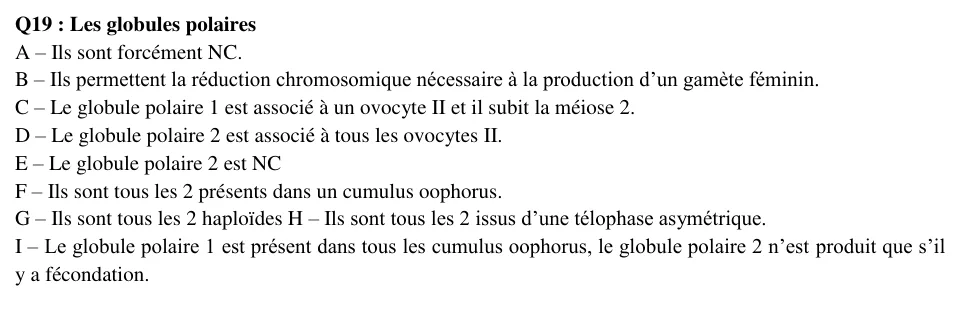 Q19 : Les globules polaires
A – Ils sont forcément NC.
B – Ils permettent la réduction chromosomique nécessaire à la production d’un gamète féminin.
C – Le globule polaire 1 est associé à un ovocyte II et il subit la méiose 2.
D – Le globule polaire 2 est associé à tous les ovocytes II.
E – Le globule polaire 2 est NC
F – Ils sont tous les 2 présents dans un cumulus oophorus.
G – Ils sont tous les 2 haploïdes H – Ils sont tous les 2 issus d’une télophase asymétrique.
I – Le globule polaire 1 est présent dans tous les cumulus oophorus, le globule polaire 2 n’est produit que s’il
y a fécondation.